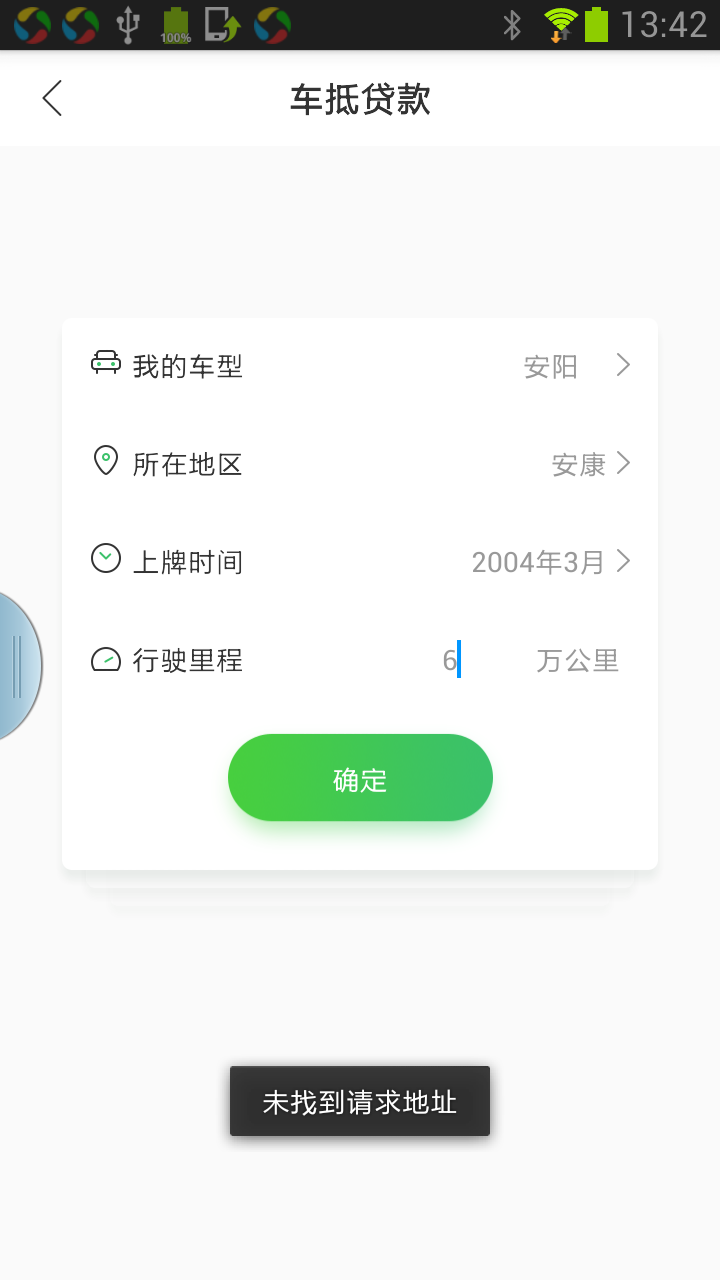 100%
13:42
车抵贷款
我的车型 安阳
所在地区 安康
上牌时间 2004年3月
行驶里程 6 万公里
确定
未找到请求地址